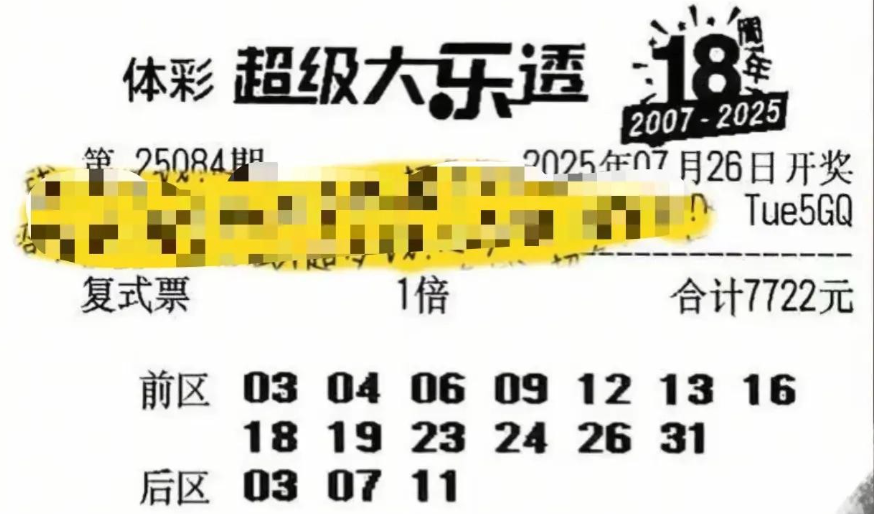 体彩 超级大乐透 18周年
2007-2025
第 25084期 2025年07月26日开奖
Tue5GQ
复式票 1倍 合计7722元
前区 03 04 06 09 12 13 16
18 19 23 24 26 31
后区 03 07 11